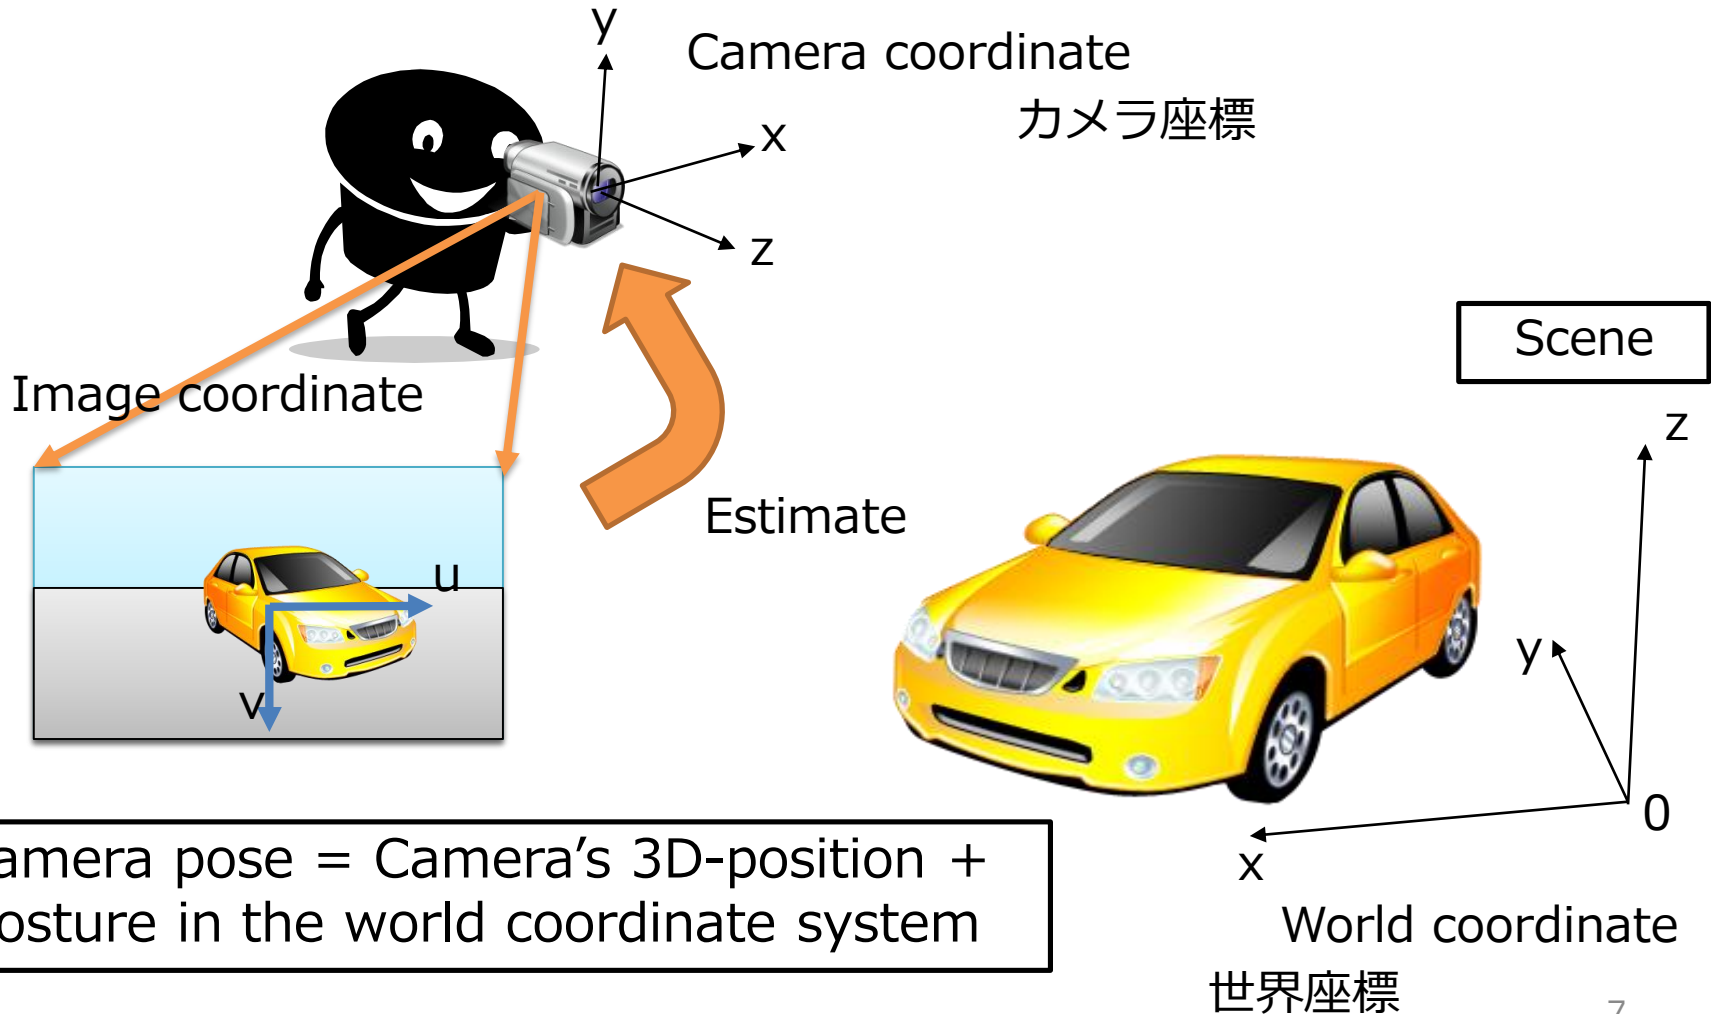 y
Camera coordinate
カメラ座標
x
z
Image coordinate
Scene
z
Estimate
u
v
y
0
x
amera pose = Camera’s 3D-position +
osture in the world coordinate system
World coordinate
世界座標
7